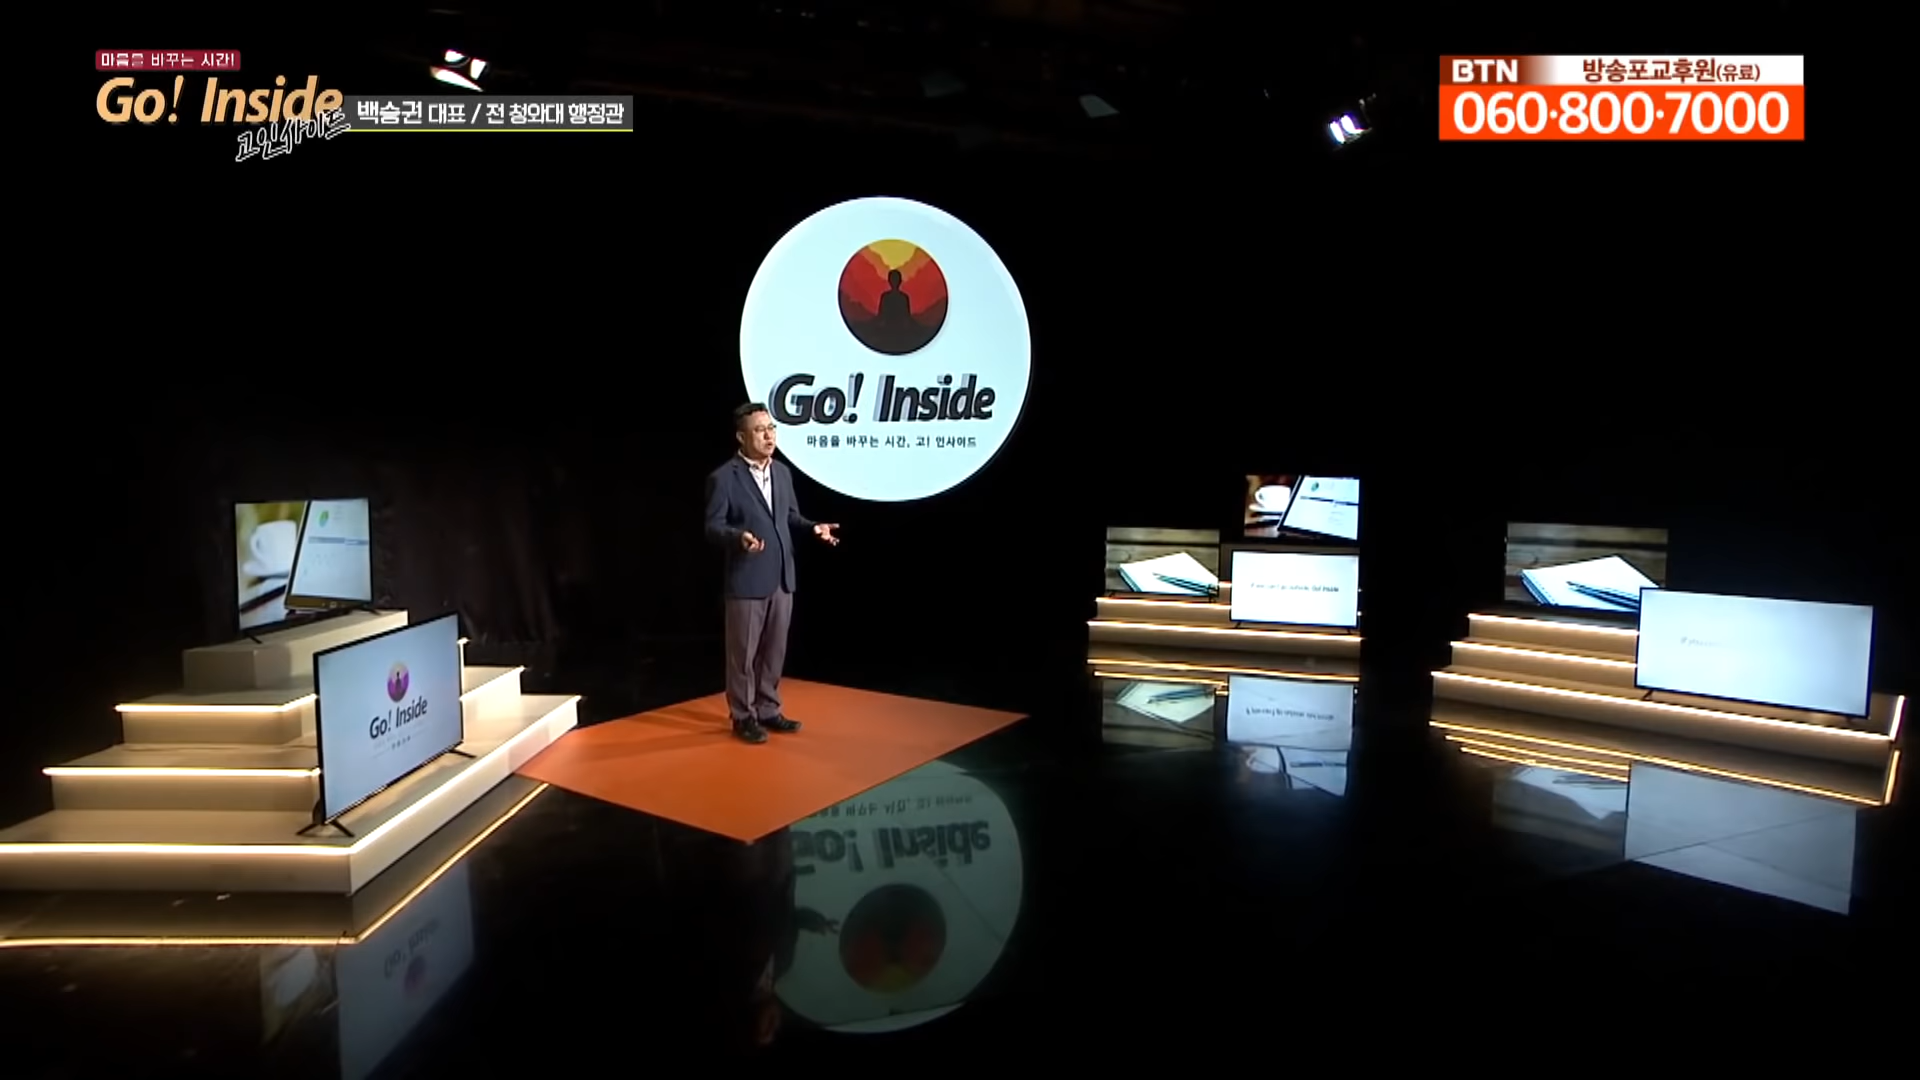 마음을 바꾸는 시간!
Go! Inside
고인사이드
백승권 대표 / 전 청와대 행정관
BTN 방송포교후원(유료)
060·800·7000
Go! Inside
마음을 바꾸는 시간, 고! 인사이드
Go! Inside